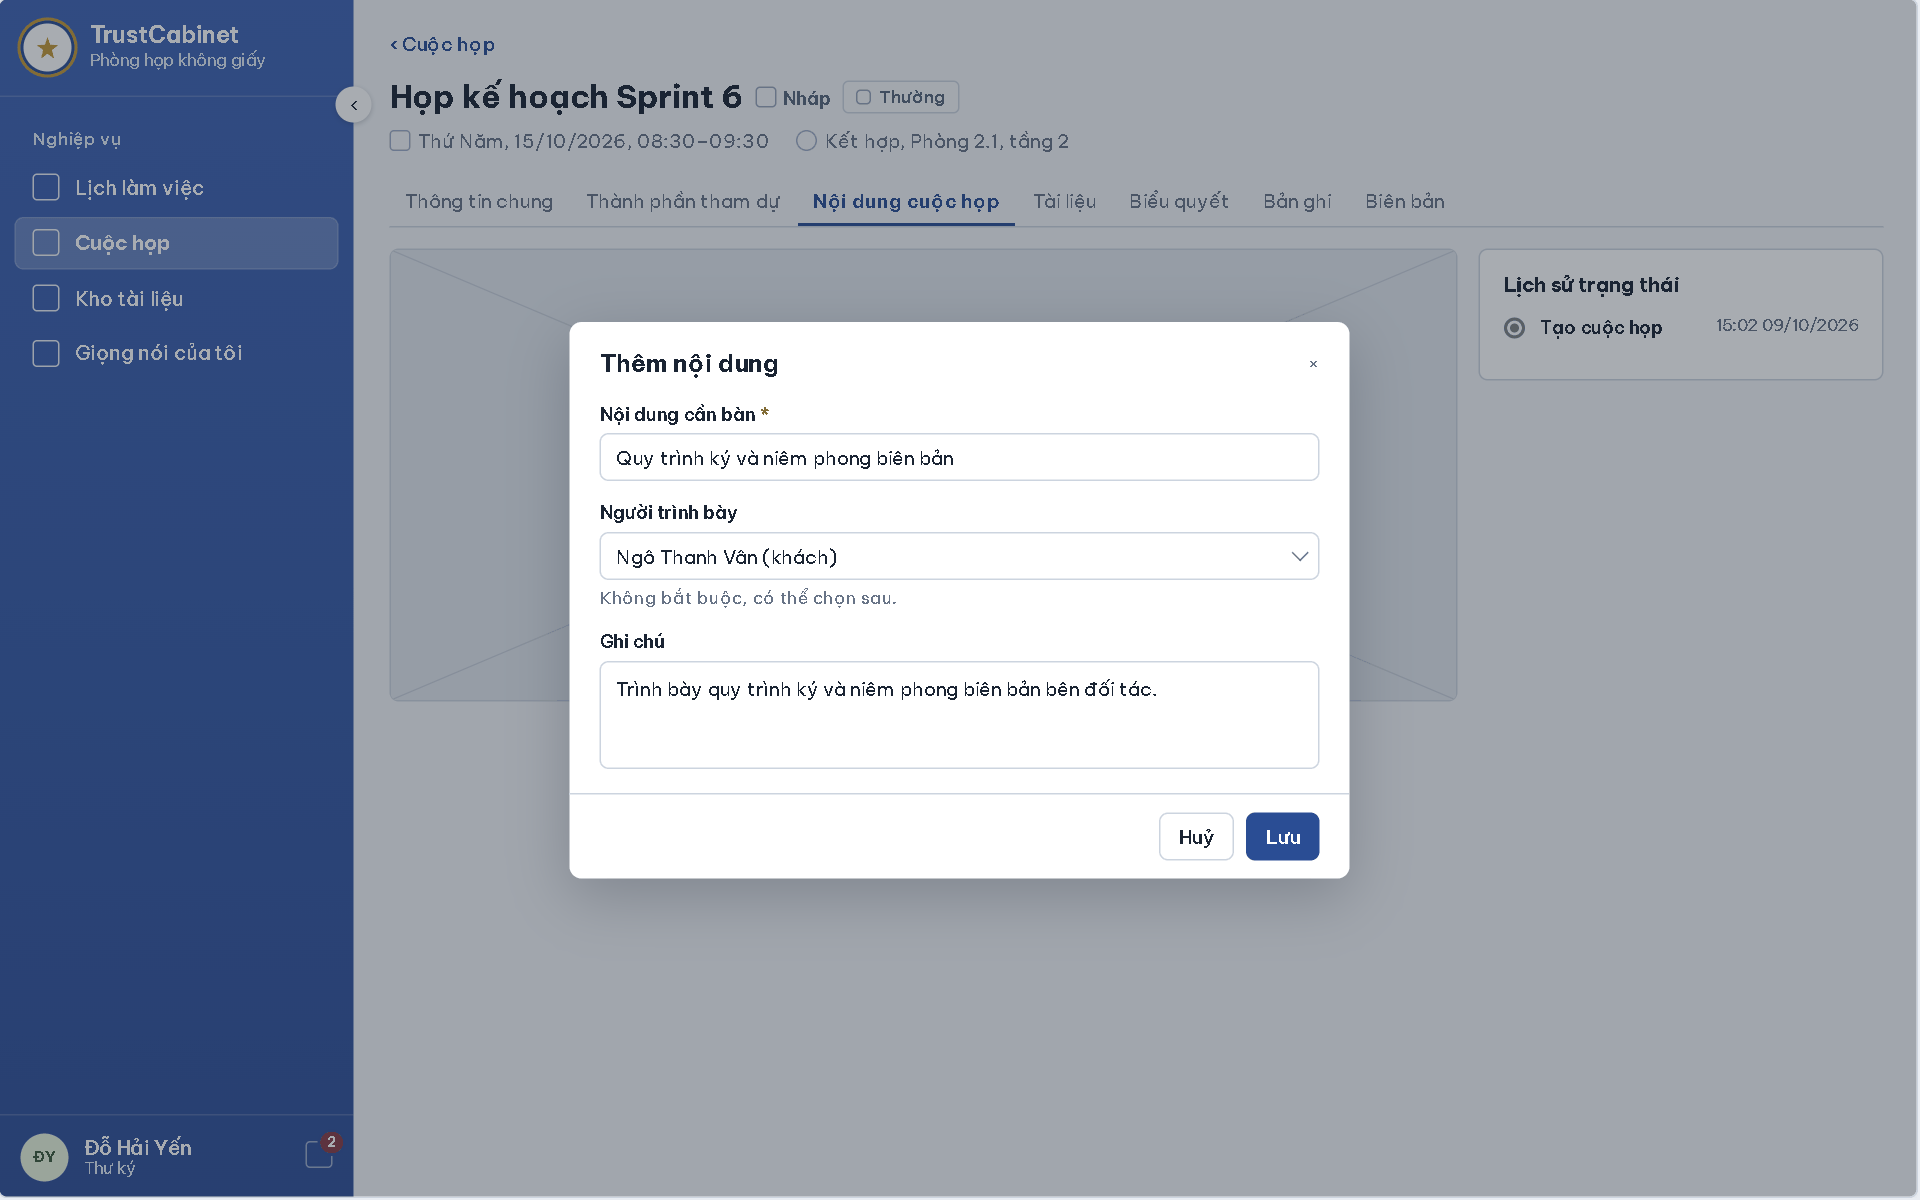 TrustCabinet
Phòng họp không giấy
Nghiệp vụ
Lịch làm việc
Cuộc họp
Kho tài liệu
Giọng nói của tôi
ĐY
Đỗ Hải Yến
Thư ký
2
‹ Cuộc họp
Họp kế hoạch Sprint 6
Nháp
Thường
Thứ Năm, 15/10/2026, 08:30–09:30
Kết hợp, Phòng 2.1, tầng 2
Thông tin chung
Thành phần tham dự
Nội dung cuộc họp
Tài liệu
Biểu quyết
Bản ghi
Biên bản
Lịch sử trạng thái
Tạo cuộc họp
15:02 09/10/2026
Thêm nội dung
×
Nội dung cần bàn *
Quy trình ký và niêm phong biên bản
Người trình bày
Ngô Thanh Vân (khách)
Không bắt buộc, có thể chọn sau.
Ghi chú
Trình bày quy trình ký và niêm phong biên bản bên đối tác.
Huỷ
Lưu